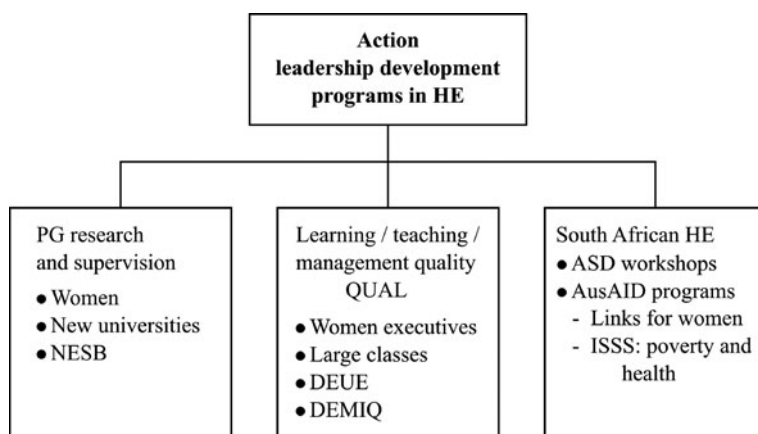 Action
leadership development
programs in HE
PG research
and supervision
● Women
● New universities
● NESB
Learning / teaching /
management quality
QUAL
● Women executives
● Large classes
● DEUE
● DEMIQ
South African HE
● ASD workshops
● AusAID programs
- Links for women
- ISSS: poverty and
health